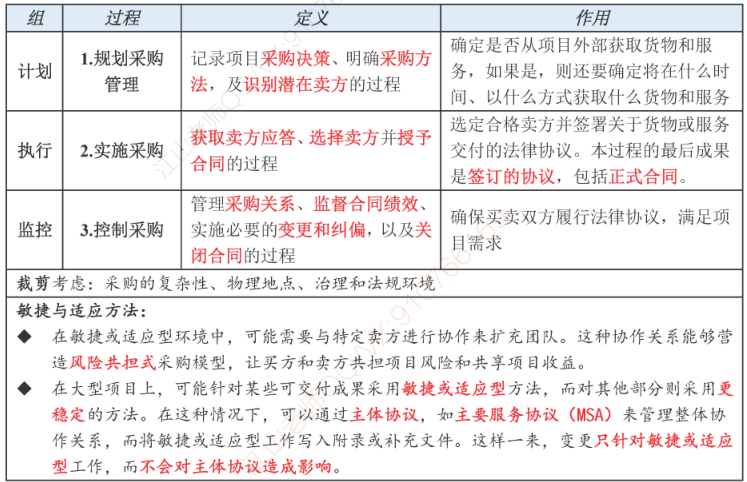 组 过程 定义 作用
计划 1.规划采购管理 记录项目采购决策、明确采购方法，及识别潜在卖方的过程 确定是否从项目外部获取货物和服务，如果是，则还要确定将在什么时间、以什么方式获取什么货物和服务
执行 2.实施采购 获取卖方应答、选择卖方并授予合同的过程 选定合格卖方并签署关于货物或服务交付的法律协议。本过程的最后成果是签订的协议，包括正式合同。
监控 3.控制采购 管理采购关系、监督合同绩效、实施必要的变更和纠偏，以及关闭合同的过程 确保买卖双方履行法律协议，满足项目需求
裁剪考虑：采购的复杂性、物理地点、治理和法规环境
敏捷与适应方法：
◆ 在敏捷或适应型环境中，可能需要与特定卖方进行协作来扩充团队。这种协作关系能够营
造风险共担式采购模型，让买方和卖方共担项目风险和共享项目收益。
◆ 在大型项目上，可能针对某些可交付成果采用敏捷或适应型方法，而对其他部分则采用更
稳定的方法。在这种情况下，可以通过主体协议，如主要服务协议（MSA）来管理整体协
作关系，而将敏捷或适应型工作写入附录或补充文件。这样一来，变更只针对敏捷或适应
型工作，而不会对主体协议造成影响。